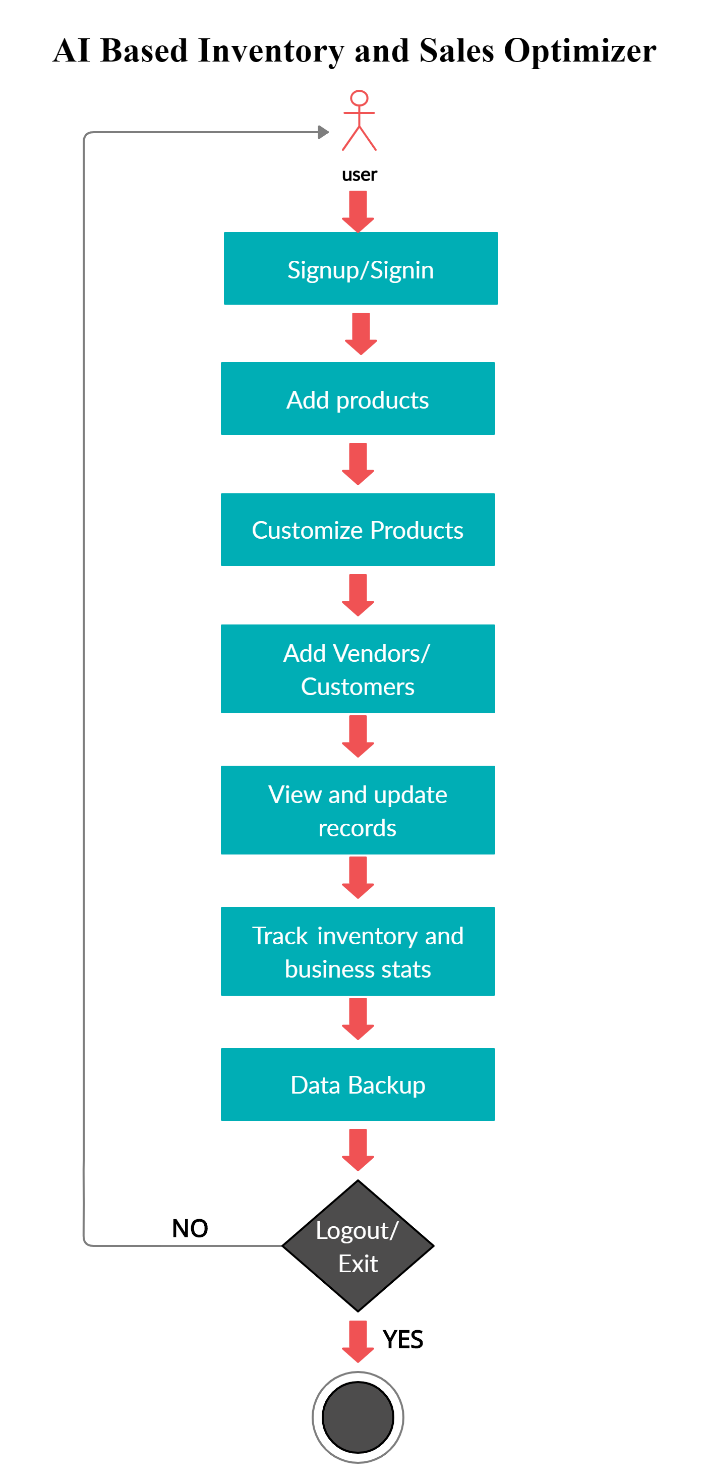 AI Based Inventory and Sales Optimizer
user
Signup/Signin
Add products
Customize Products
Add Vendors/
Customers
View and update
records
Track inventory and
business stats
Data Backup
Logout/
Exit
NO
YES